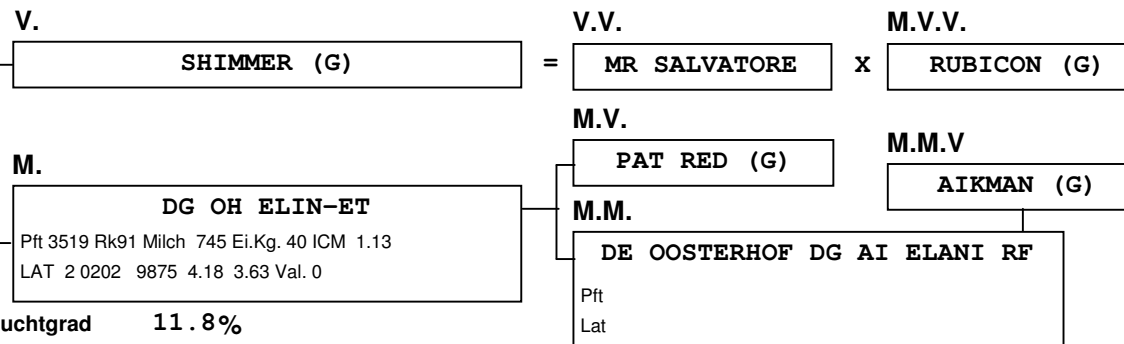 V. V.V. M.V.V.
SHIMMER (G) = MR SALVATORE X RUBICON (G)
M.V.
M. M.M.V
PAT RED (G)
AIKMAN (G)
DG OH ELIN-ET M.M.
Pft 3519 Rk91 Milch 745 Ei.Kg. 40 ICM 1.13
LAT 2 0202 9875 4.18 3.63 Val. 0
DE OOSTERHOF DG AI ELANI RF
Pft
Lat
uchtgrad 11.8%